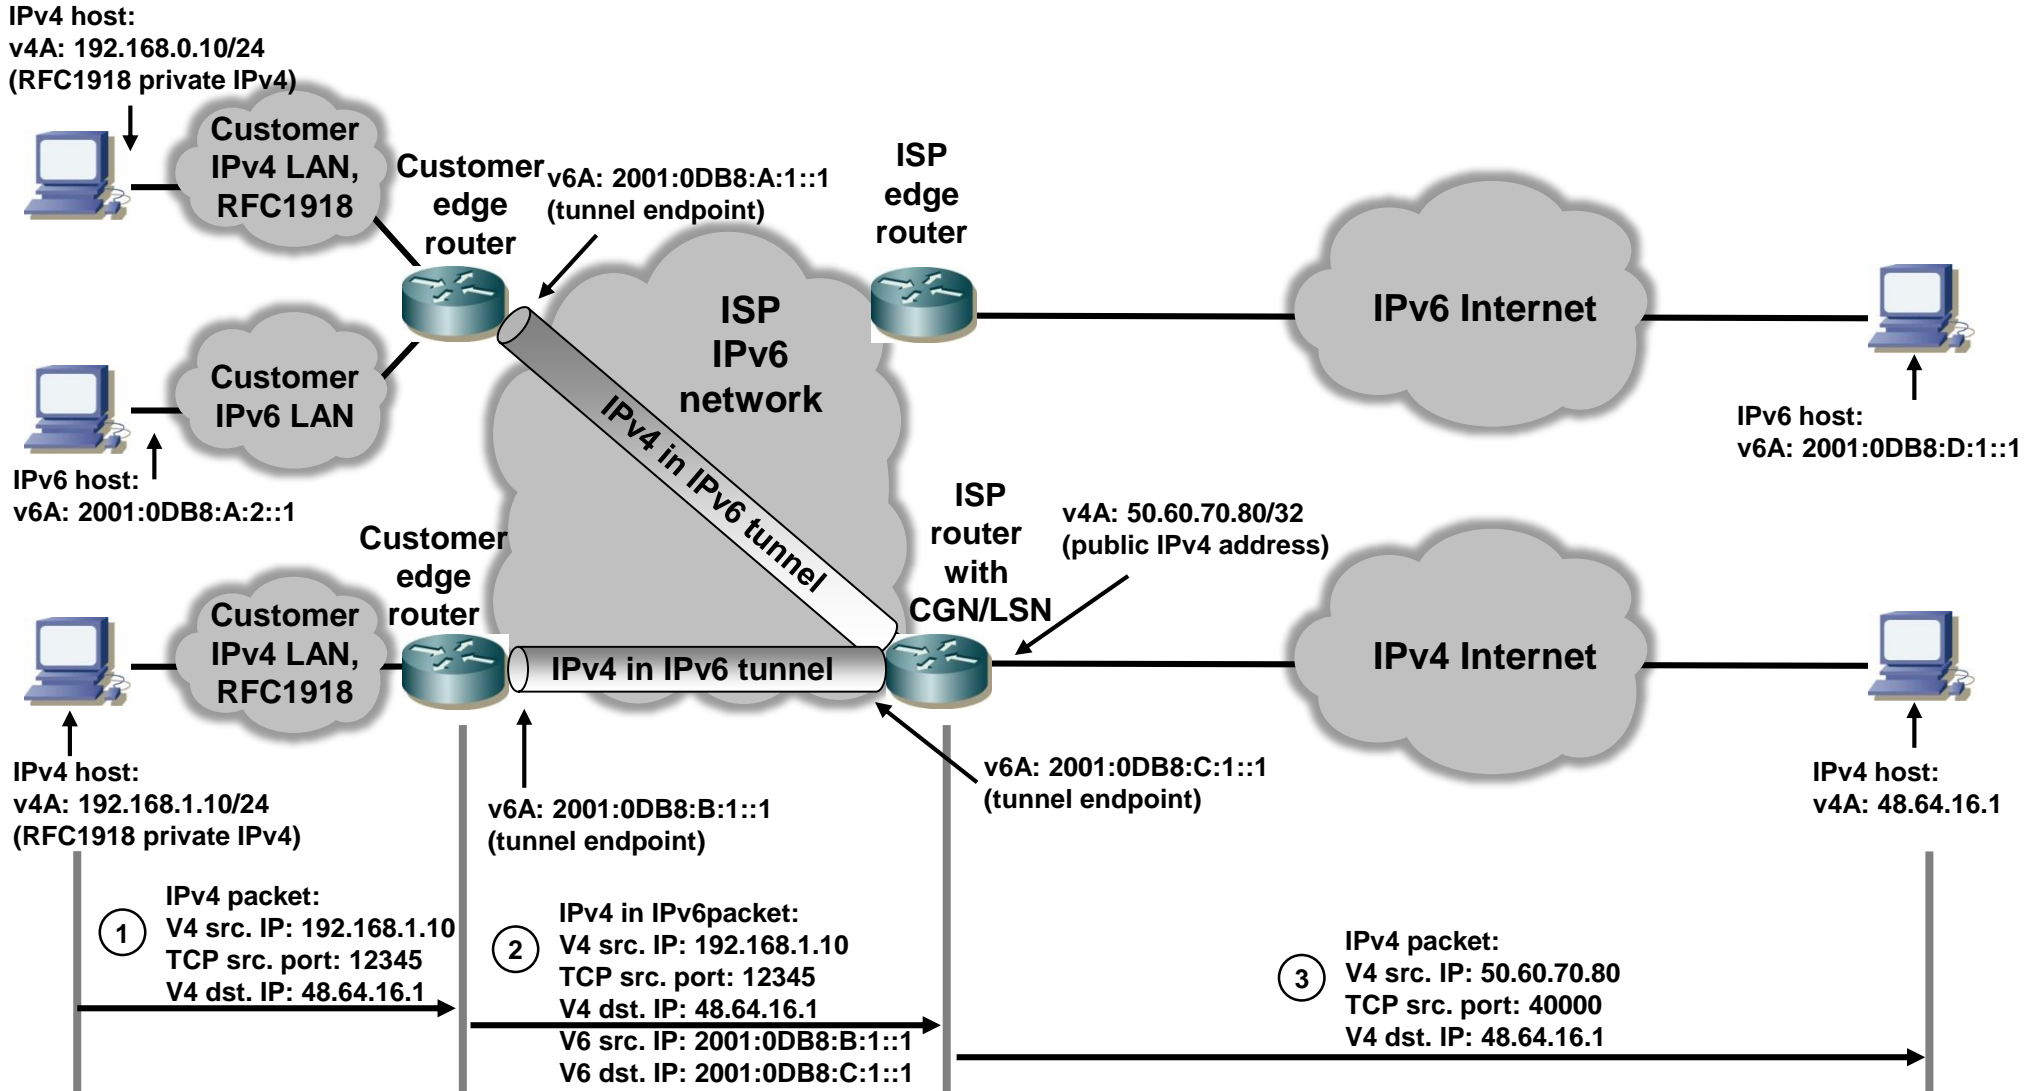 IPv4 host:
v4A: 192.168.0.10/24
(RFC1918 private IPv4)
Customer
IPv4 LAN,
RFC1918
Customer
edge
router
v6A: 2001:0DB8:A:1::1
(tunnel endpoint)
ISP
edge
router
ISP
IPv6
network
IPv6 Internet
Customer
IPv6 LAN
IPv6 host:
v6A: 2001:0DB8:A:2::1
IPv4 in IPv6 tunnel
IPv6 host:
v6A: 2001:0DB8:D:1::1
Customer
edge
router
ISP
router
with
CGN/LSN
v4A: 50.60.70.80/32
(public IPv4 address)
Customer
IPv4 LAN,
RFC1918
IPv4 in IPv6 tunnel
IPv4 Internet
IPv4 host:
v4A: 192.168.1.10/24
(RFC1918 private IPv4)
v6A: 2001:0DB8:B:1::1
(tunnel endpoint)
v6A: 2001:0DB8:C:1::1
(tunnel endpoint)
IPv4 host:
v4A: 48.64.16.1
1
IPv4 packet:
V4 src. IP: 192.168.1.10
TCP src. port: 12345
V4 dst. IP: 48.64.16.1
2
IPv4 in IPv6packet:
V4 src. IP: 192.168.1.10
TCP src. port: 12345
V4 dst. IP: 48.64.16.1
V6 src. IP: 2001:0DB8:B:1::1
V6 dst. IP: 2001:0DB8:C:1::1
3
IPv4 packet:
V4 src. IP: 50.60.70.80
TCP src. port: 40000
V4 dst. IP: 48.64.16.1